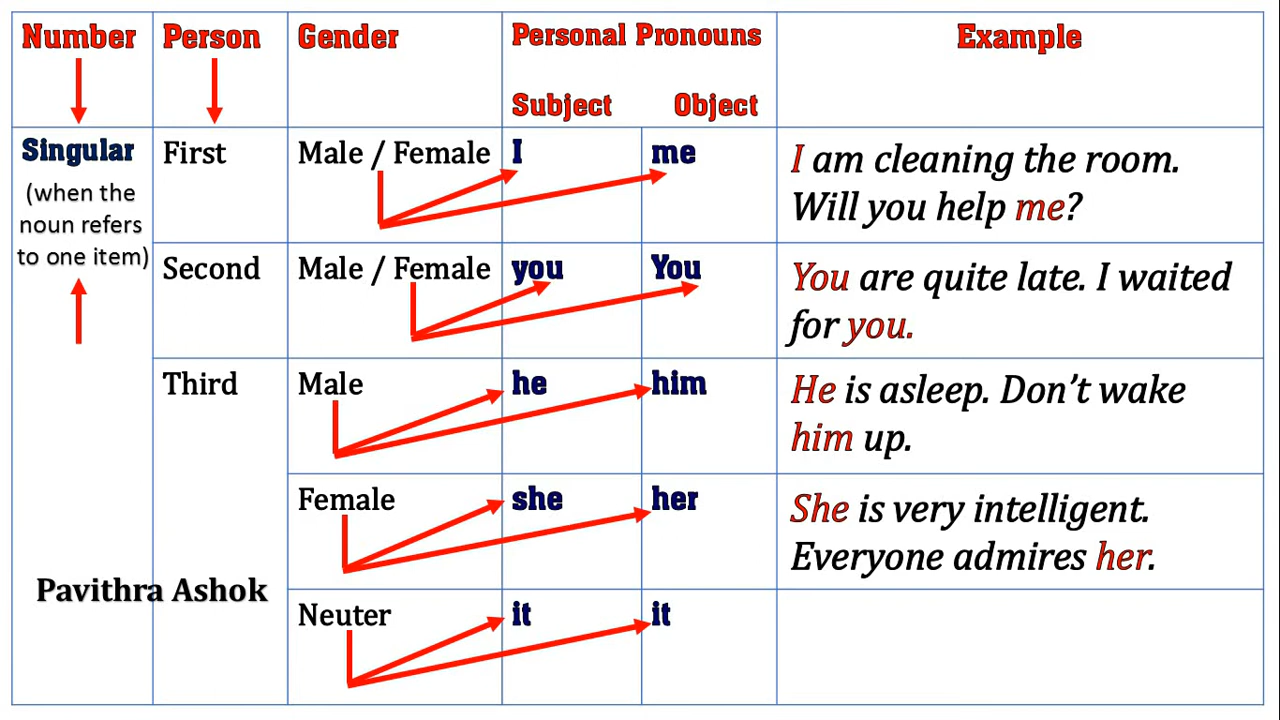 Number Person Gender Personal Pronouns Example
Subject Object
Singular First Male / Female I me I am cleaning the room.
(when the
noun refers
to one item)
Will you help me?
Second Male / Female you You You are quite late. I waited
for you.
Third Male he him He is asleep. Don’t wake
him up.
Female she her She is very intelligent.
Everyone admires her.
Pavithra Ashok
Neuter it it